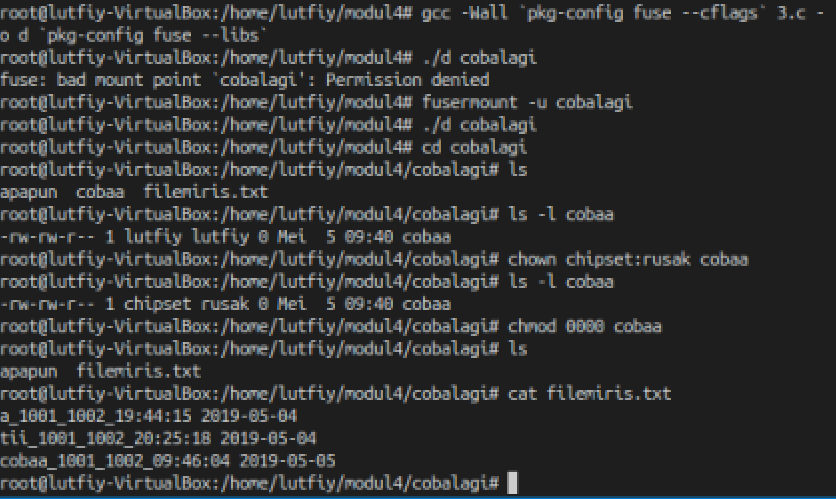 root@lutfiy-VirtualBox:/home/lutfiy/modul4# gcc -Wall `pkg-config fuse --cflags` 3.c -
o d `pkg-config fuse --libs`
root@lutfiy-VirtualBox:/home/lutfiy/modul4# ./d cobalagi
fuse: bad mount point `cobalagi': Permission denied
root@lutfiy-VirtualBox:/home/lutfiy/modul4# fusermount -u cobalagi
root@lutfiy-VirtualBox:/home/lutfiy/modul4# ./d cobalagi
root@lutfiy-VirtualBox:/home/lutfiy/modul4# cd cobalagi
root@lutfiy-VirtualBox:/home/lutfiy/modul4/cobalagi# ls
apapun  cobaa  filemiris.txt
root@lutfiy-VirtualBox:/home/lutfiy/modul4/cobalagi# ls -l cobaa
-rw-rw-r-- 1 lutfiy lutfiy 0 Mei  5 09:40 cobaa
root@lutfiy-VirtualBox:/home/lutfiy/modul4/cobalagi# chown chipset:rusak cobaa
root@lutfiy-VirtualBox:/home/lutfiy/modul4/cobalagi# ls -l cobaa
-rw-rw-r-- 1 chipset rusak 0 Mei  5 09:40 cobaa
root@lutfiy-VirtualBox:/home/lutfiy/modul4/cobalagi# chmod 0000 cobaa
root@lutfiy-VirtualBox:/home/lutfiy/modul4/cobalagi# ls
apapun  filemiris.txt
root@lutfiy-VirtualBox:/home/lutfiy/modul4/cobalagi# cat filemiris.txt
a_1001_1002_19:44:15 2019-05-04
tii_1001_1002_20:25:18 2019-05-04
cobaa_1001_1002_09:46:04 2019-05-05
root@lutfiy-VirtualBox:/home/lutfiy/modul4/cobalagi#